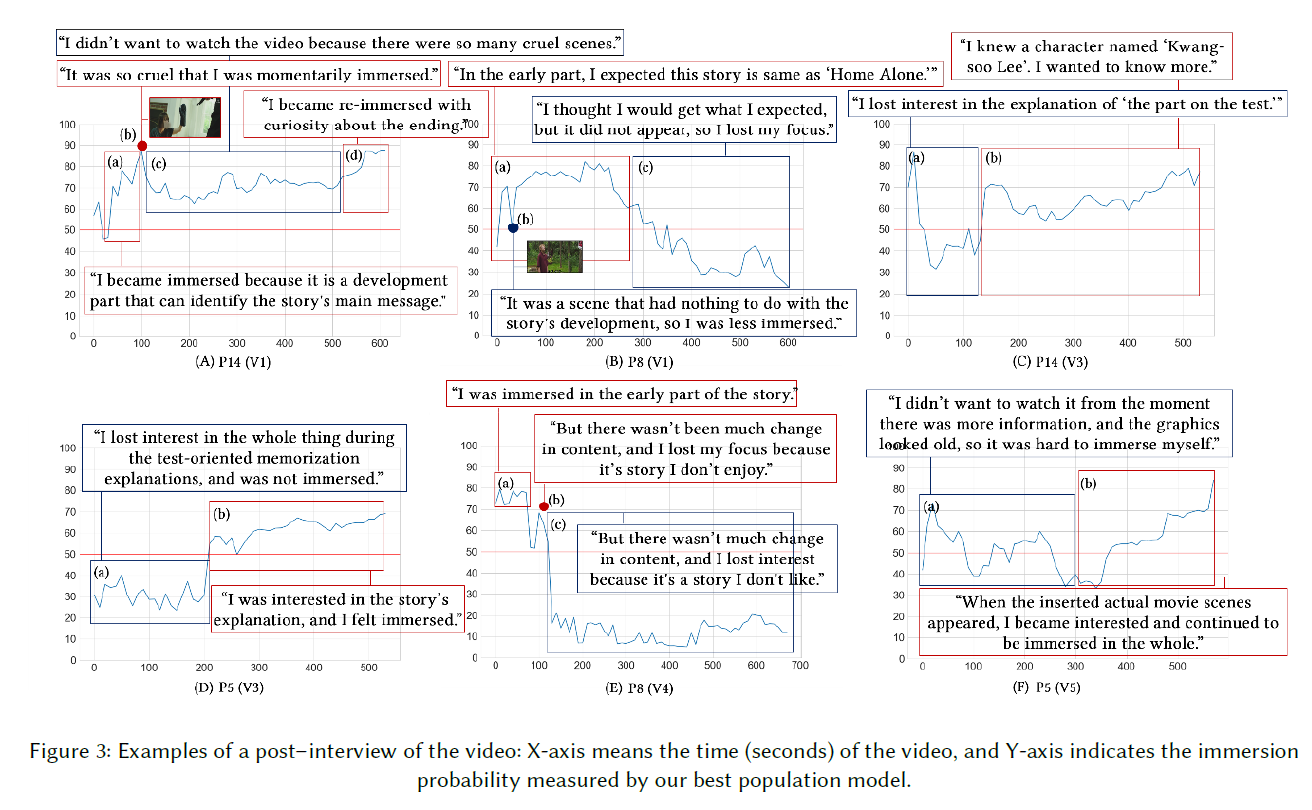 “I didn’t want to watch the video because there were so many cruel scenes.”
“It was so cruel that I was momentarily immersed.”
“I became re-immersed with
curiosity about the ending.”
(b)
(a)
(c)
(d)
100
90
80
70
60
50
40
30
20
10
0
0 100 200 300 400 500 600
“I became immersed because it is a development
part that can identify the story’s main message.”
(A) P14 (V1)
“In the early part, I expected this story is same as ‘Home Alone.’”
“I thought I would get what I expected,
but it did not appear, so I lost my focus.”
(a)
(b)
(c)
100
90
80
70
60
50
40
30
20
10
0
0 100 200 300 400 500 600
“It was a scene that had nothing to do with the
story’s development, so I was less immersed.”
(B) P8 (V1)
“I knew a character named ‘Kwang-
soo Lee’. I wanted to know more.”
“I lost interest in the explanation of ‘the part on the test.’”
(a)
(b)
100
90
80
70
60
50
40
30
20
10
0
0 100 200 300 400 500
(C) P14 (V3)
“I lost interest in the whole thing during
the test-oriented memorization
explanations, and was not immersed.”
(a)
(b)
100
90
80
70
60
50
40
30
20
10
0
0 100 200 300 400 500
“I was interested in the story’s
explanation, and I felt immersed.”
(D) P5 (V3)
“I was immersed in the early part of the story.”
“But there wasn’t been much change
in content, and I lost my focus because
it’s story I don’t enjoy.”
(a)
(b)
(c)
“But there wasn’t much change
in content, and I lost interest
because it's a story I don't like.”
100
90
80
70
60
50
40
30
20
10
0
0 100 200 300 400 500 600 700
(E) P8 (V4)
“I didn’t want to watch it from the moment
there was more information, and the graphics
looked old, so it was hard to immerse myself.”
(a)
(b)
90
80
70
60
50
40
30
20
10
0
0 100 200 300 400 500
“When the inserted actual movie scenes
appeared, I became interested and continued to
be immersed in the whole.”
(F) P5 (V5)
Figure 3: Examples of a post–interview of the video: X-axis means the time (seconds) of the video, and Y-axis indicates the immersion
probability measured by our best population model.